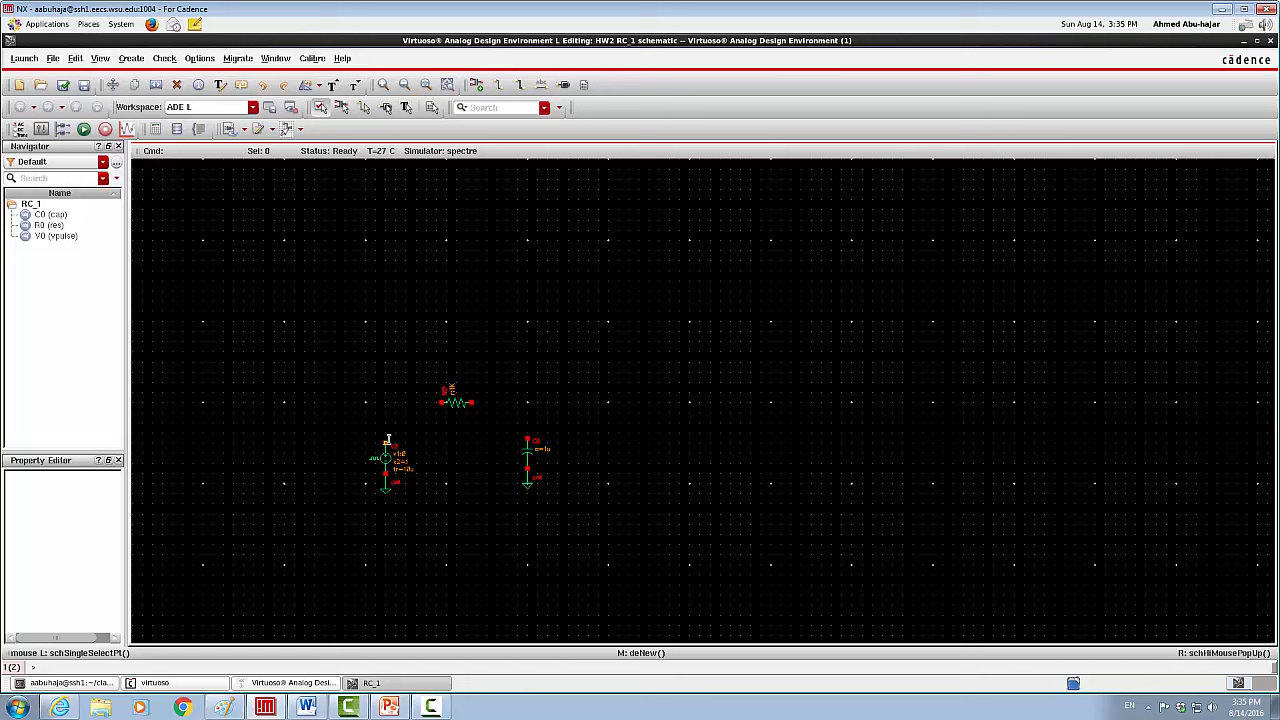 NX - aabuhaja@ssh1.eecs.wsu.edu:1004 - For Cadence
Applications Places System
Sun Aug 14, 3:35 PM Ahmed Abu-hajar
Virtuoso® Analog Design Environment L Editing: HW2 RC_1 schematic -- Virtuoso® Analog Design Environment (1)
Launch File Edit View Create Check Options Migrate Window Calibre Help
cādence
Workspace: ADE L
Search
Navigator
Cmd: Sel: 0 Status: Ready T=27 C Simulator: spectre
Default
Search
Name
RC_1
C0 (cap)
R0 (res)
V0 (vpulse)
Property Editor
mouse L: schSingleSelectPt()
M: deNew()
R: schHiMousePopUp()
1(2) >
aabuhaja@ssh1:~/cla...
virtuoso
Virtuoso® Analog Desi...
RC_1
EN
3:35 PM
8/14/2016